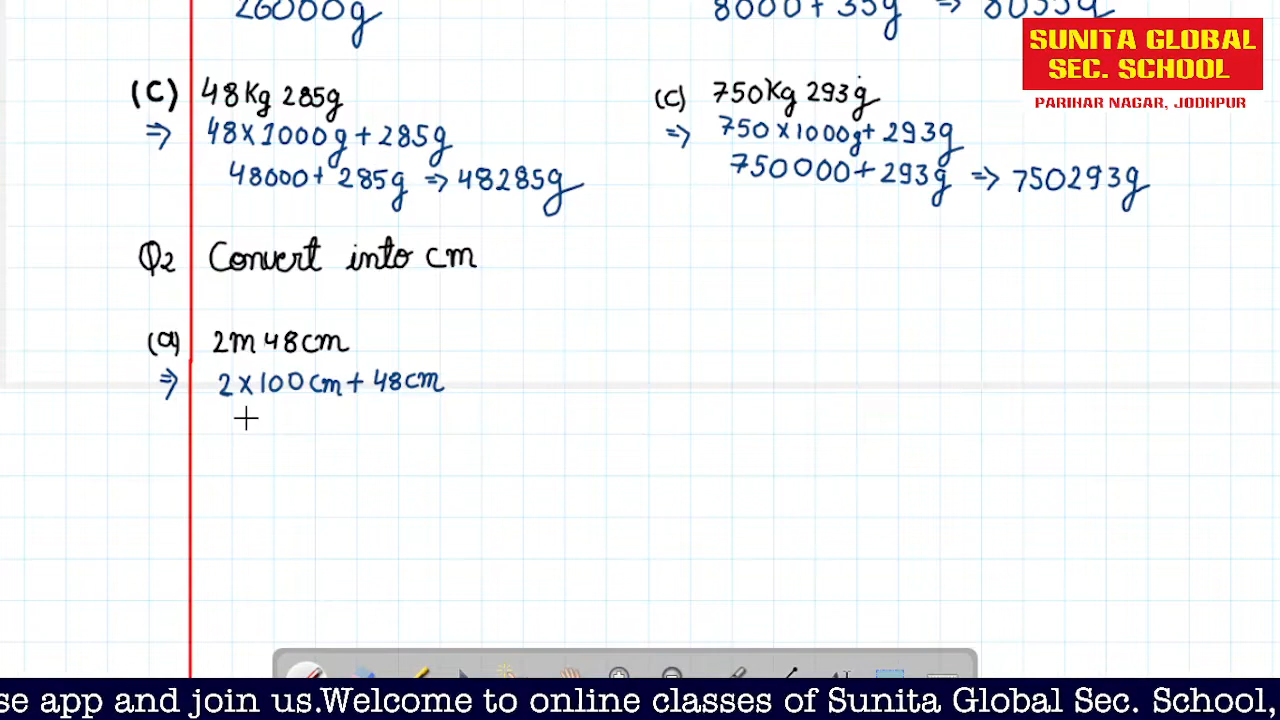 26000g
8000 + 35g ⇒ 8035g
SUNITA GLOBAL
SEC. SCHOOL
PARIHAR NAGAR, JODHPUR
(C) 48Kg 285g
⇒ 48×1000g + 285g
48000 + 285g ⇒ 48285g
(c) 750Kg 293g
⇒ 750×1000g + 293g
750000 + 293g ⇒ 750293g
Q2 Convert into cm
(a) 2m 48cm
⇒ 2×100cm + 48cm
se app and join us.Welcome to online classes of Sunita Global Sec. School,